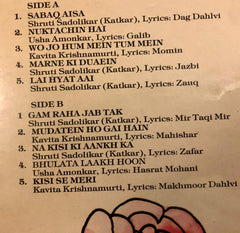 SIDE A
1. SABAQ AISA
Shruti Sadolikar (Katkar), Lyrics: Dag Dahlvi
2. NUKTACHIN HAI
Usha Amonkar, Lyrics: Galib
3. WO JO HUM MEIN TUM MEIN
Kavita Krishnamurti, Lyrics: Momin
4. MARNE KI DUAEIN
Shruti Sadolikar (Katkar), Lyrics: Jazbi
5. LAI HYAT AAI
Shruti Sadolikar (Katkar), Lyrics: Zauq
SIDE B
1 GAM RAHA JAB TAK
Shruti Sadolikar (Katkar), Lyrics: Mir Taqi Mir
2. MUDATEIN HO GAI HAIN
Kavita Krishnamurti, Lyrics: Mahishar
3. NA KISI KI AANKH KA
Shruti Sadolikar (Katkar), Lyrics: Zafar
4. BHULATA LAAKH HOON
Usha Amonkar, Lyrics: Hasrat Mohani
5. KISI SE MERI
Kavita Krishnamurti, Lyrics: Makhmoor Dahlvi